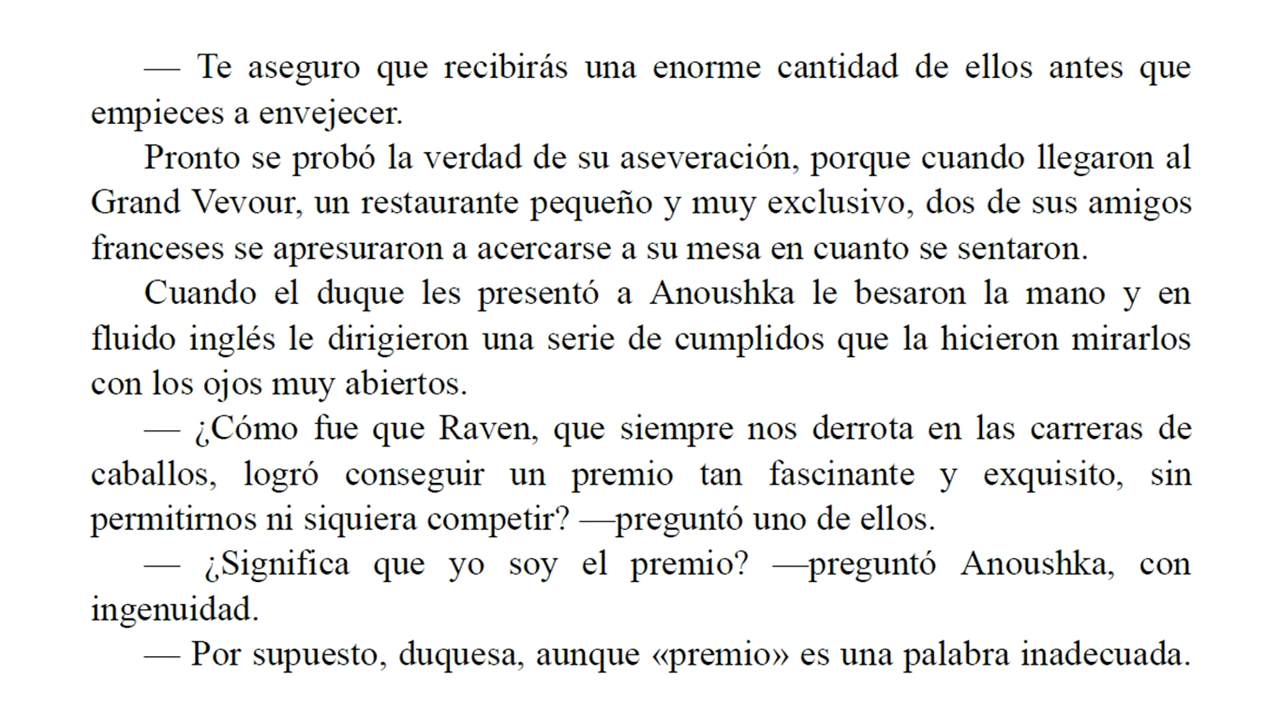 — Te aseguro que recibirás una enorme cantidad de ellos antes que
empieces a envejecer.
Pronto se probó la verdad de su aseveración, porque cuando llegaron al
Grand Vevour, un restaurante pequeño y muy exclusivo, dos de sus amigos
franceses se apresuraron a acercarse a su mesa en cuanto se sentaron.
Cuando el duque les presentó a Anoushka le besaron la mano y en
fluido inglés le dirigieron una serie de cumplidos que la hicieron mirarlos
con los ojos muy abiertos.
— ¿Cómo fue que Raven, que siempre nos derrota en las carreras de
caballos, logró conseguir un premio tan fascinante y exquisito, sin
permitirnos ni siquiera competir? —preguntó uno de ellos.
— ¿Significa que yo soy el premio? —preguntó Anoushka, con
ingenuidad.
— Por supuesto, duquesa, aunque «premio» es una palabra inadecuada.